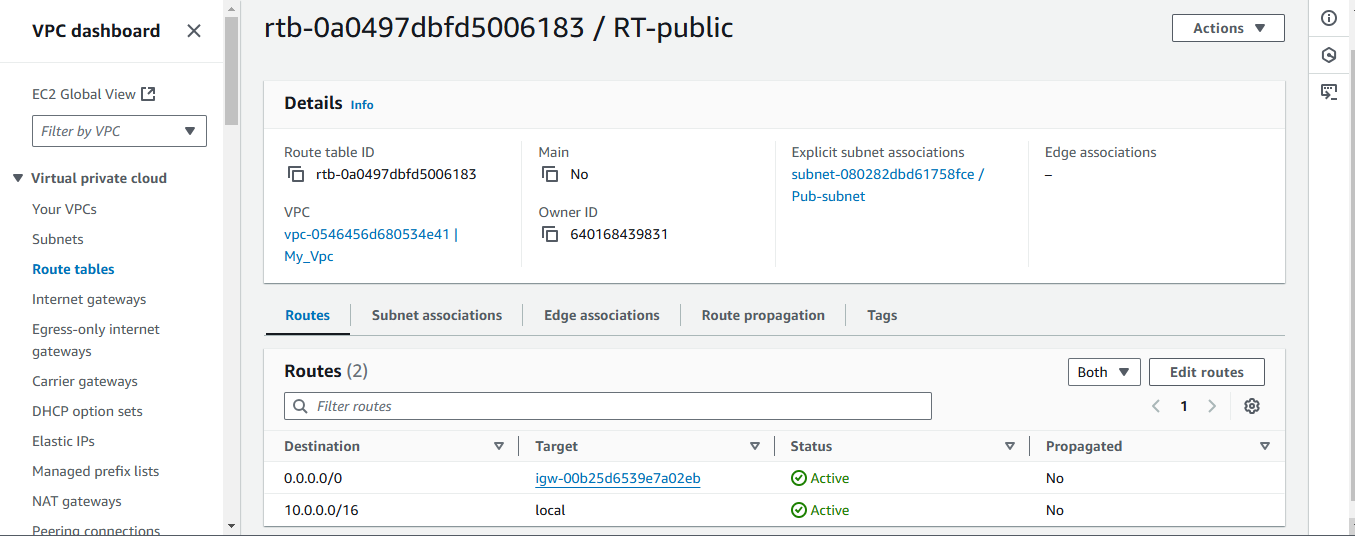 VPC dashboard
EC2 Global View
Filter by VPC
Virtual private cloud
Your VPCs
Subnets
Route tables
Internet gateways
Egress-only internet
gateways
Carrier gateways
DHCP option sets
Elastic IPs
Managed prefix lists
NAT gateways
Peering connections
rtb-0a0497dbfd5006183 / RT-public
Actions
Details Info
Route table ID
rtb-0a0497dbfd5006183
Main
No
Explicit subnet associations
subnet-080282dbd61758fce /
Pub-subnet
Edge associations
–
VPC
vpc-0546456d680534e41 |
My_Vpc
Owner ID
640168439831
Routes Subnet associations Edge associations Route propagation Tags
Routes (2)
Both Edit routes
Filter routes
1
Destination Target Status Propagated
0.0.0.0/0 igw-00b25d6539e7a02eb Active No
10.0.0.0/16 local Active No